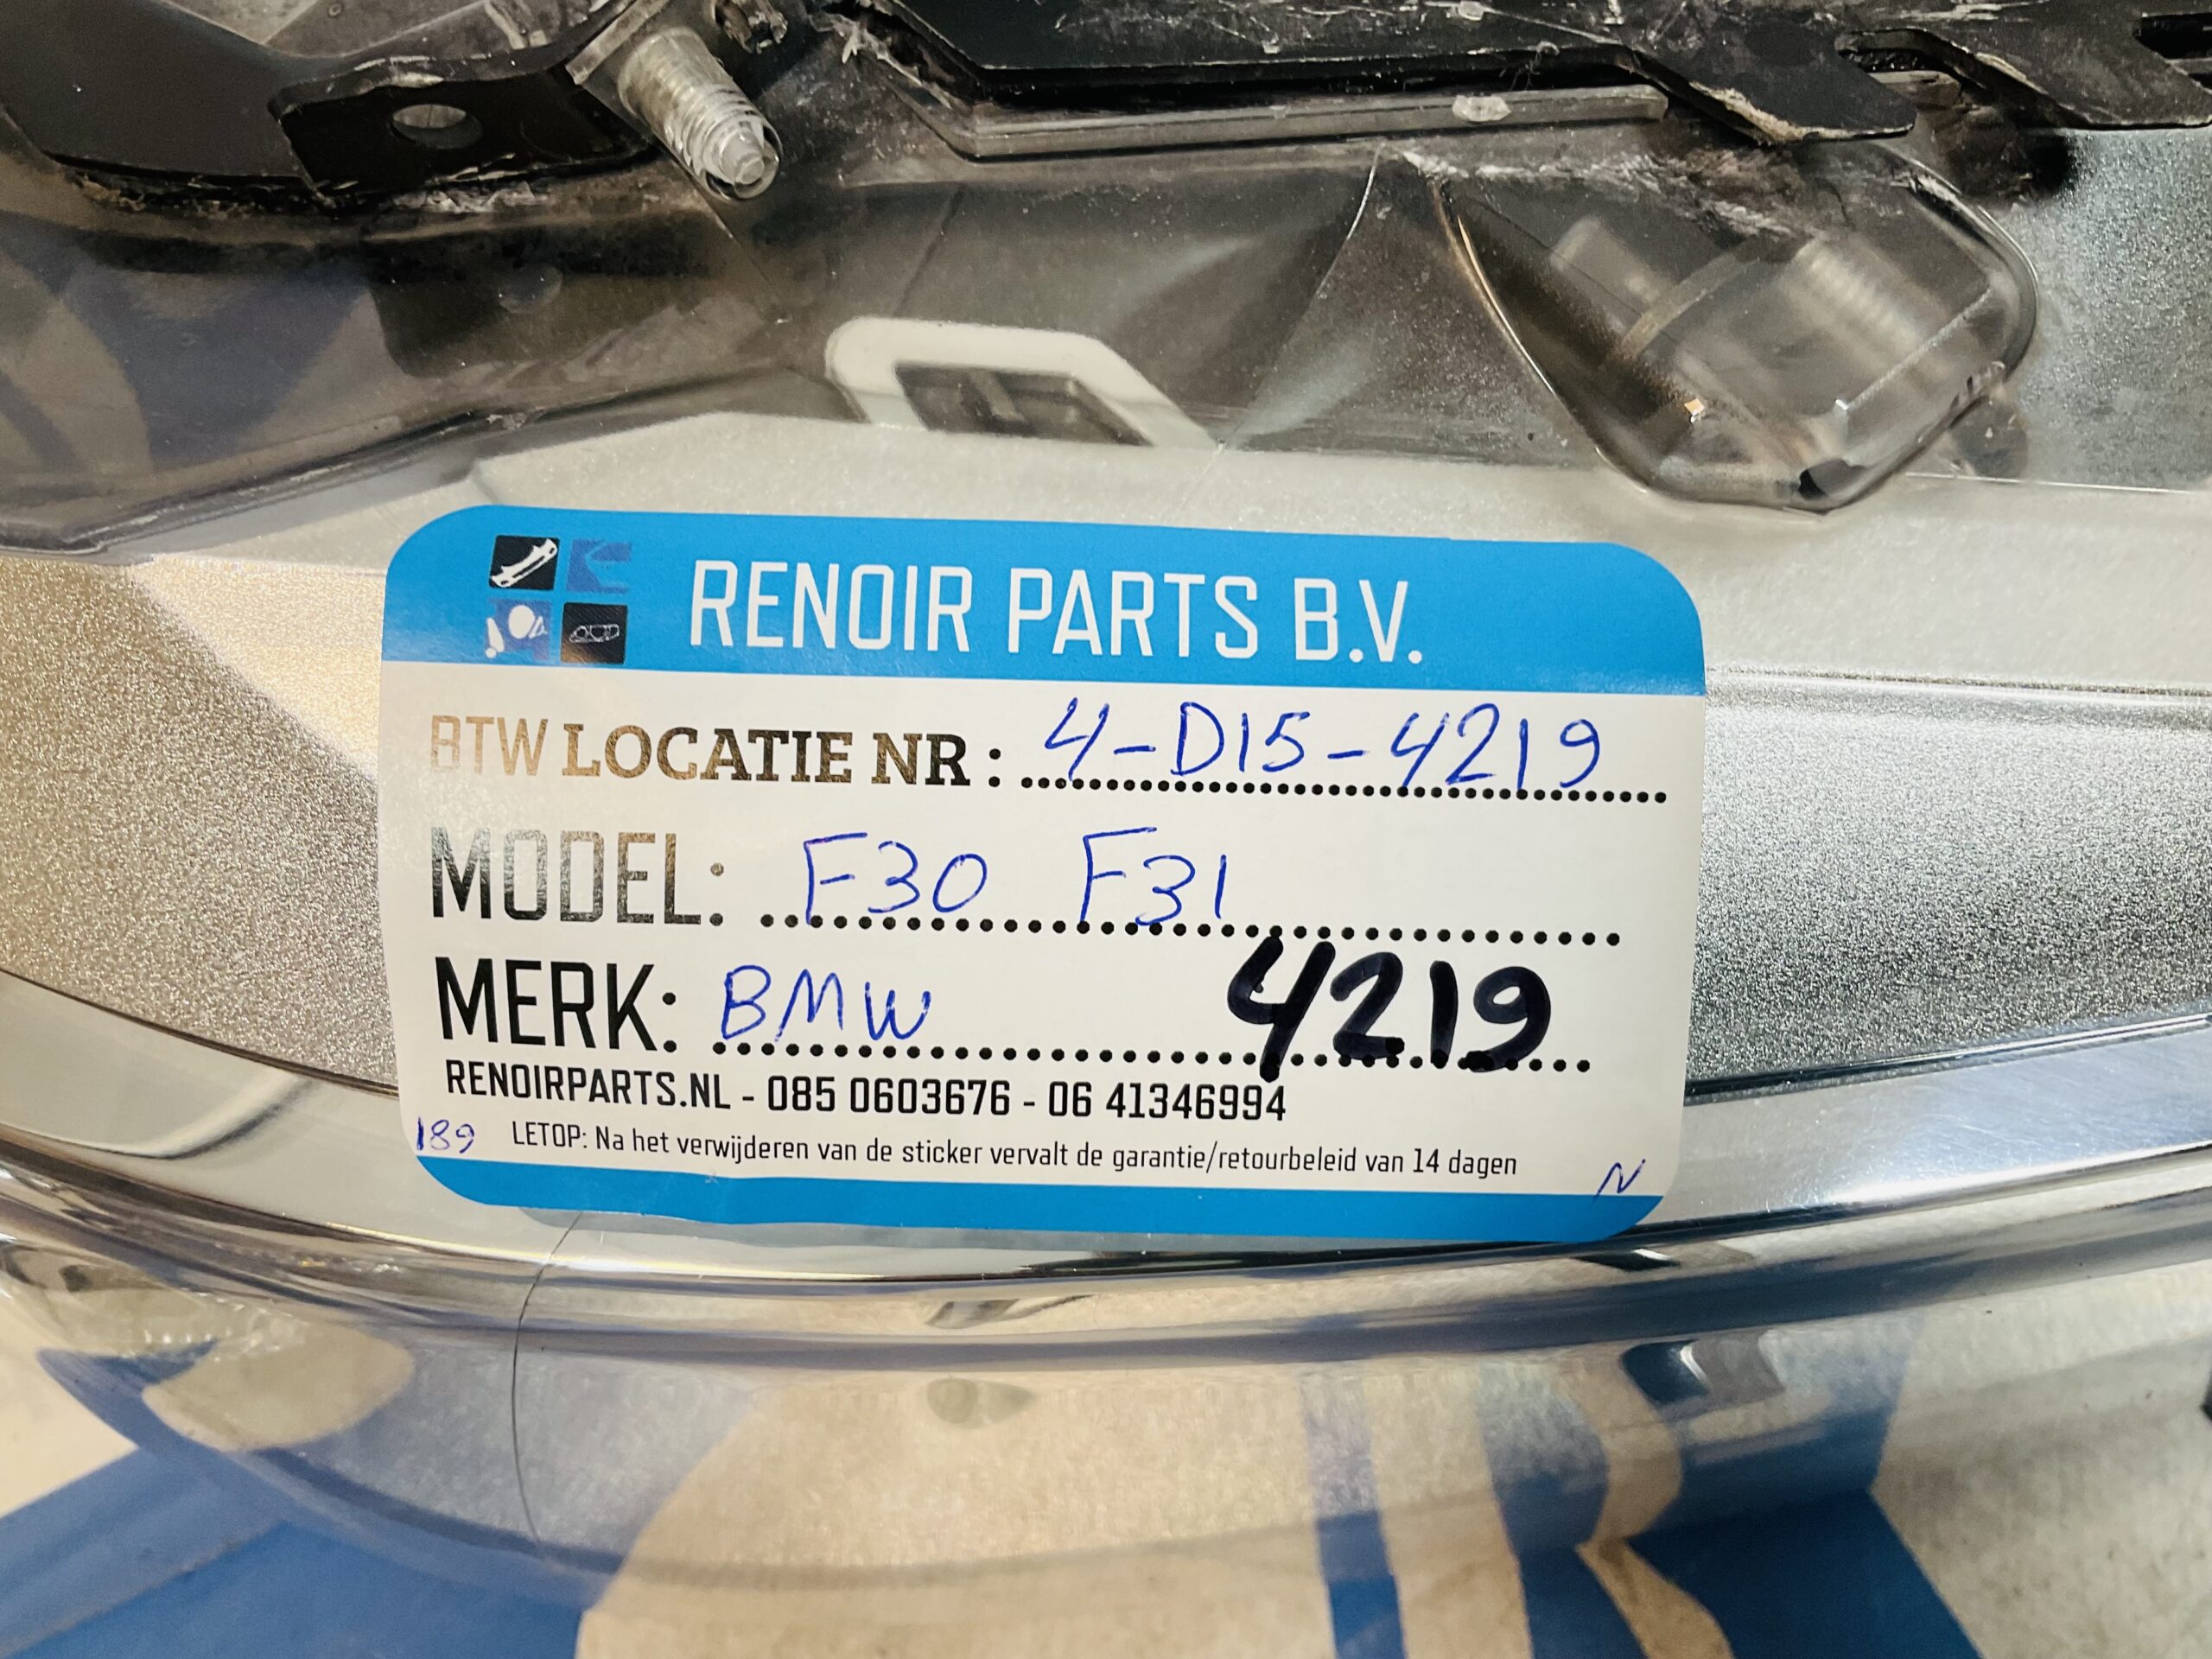 RENOIR PARTS B.V.
BTW LOCATIE NR : 4-D15-4219
MODEL: F30 F31
MERK: BMW 4219
RENOIRPARTS.NL - 085 0603676 - 06 41346994
189 LETOP: Na het verwijderen van de sticker vervalt de garantie/retourbeleid van 14 dagen N